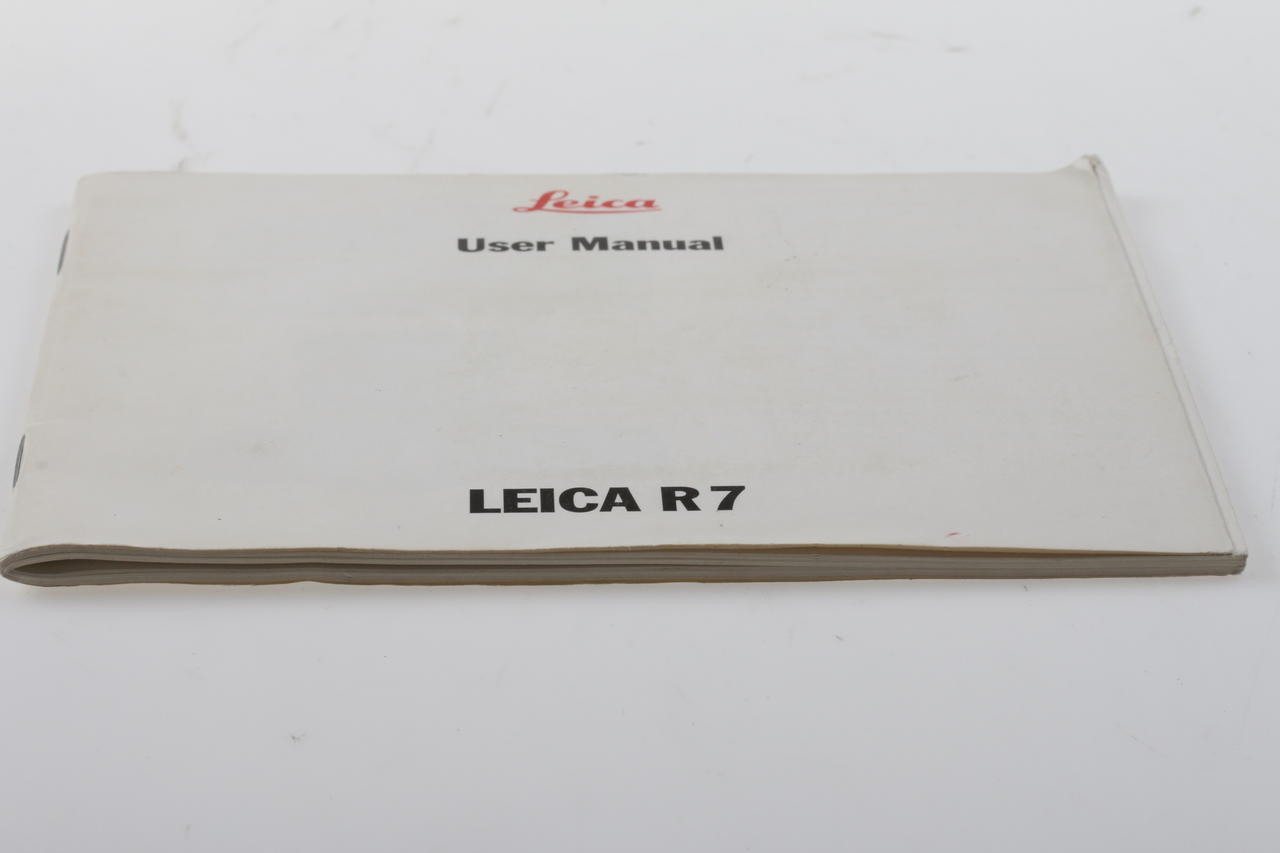 Leica
User Manual
LEICA R7